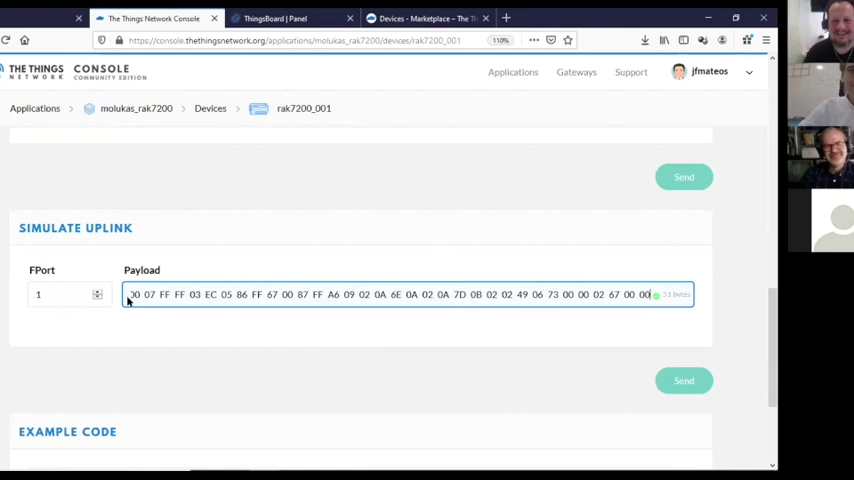 The Things Network Console
ThingsBoard | Panel
Devices - Marketplace – The Th
https://console.thethingsnetwork.org/applications/molukas_rak7200/devices/rak7200_001
110%
THE THINGS NETWORK
CONSOLE
COMMUNITY EDITION
Applications
Gateways
Support
jfmateos
Applications
molukas_rak7200
Devices
rak7200_001
Send
SIMULATE UPLINK
FPort
Payload
1
00 07 FF FF 03 EC 05 86 FF 67 00 87 FF A6 09 02 0A 6E 0A 02 0A 7D 0B 02 02 49 06 73 00 00 02 67 00 00
bytes
Send
EXAMPLE CODE